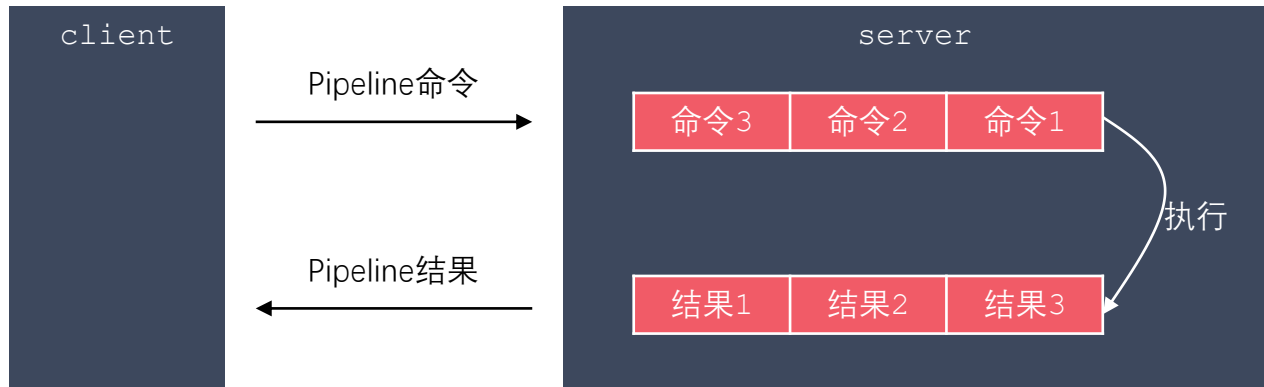 client
server
Pipeline命令
命令3 命令2 命令1
执行
Pipeline结果
结果1 结果2 结果3